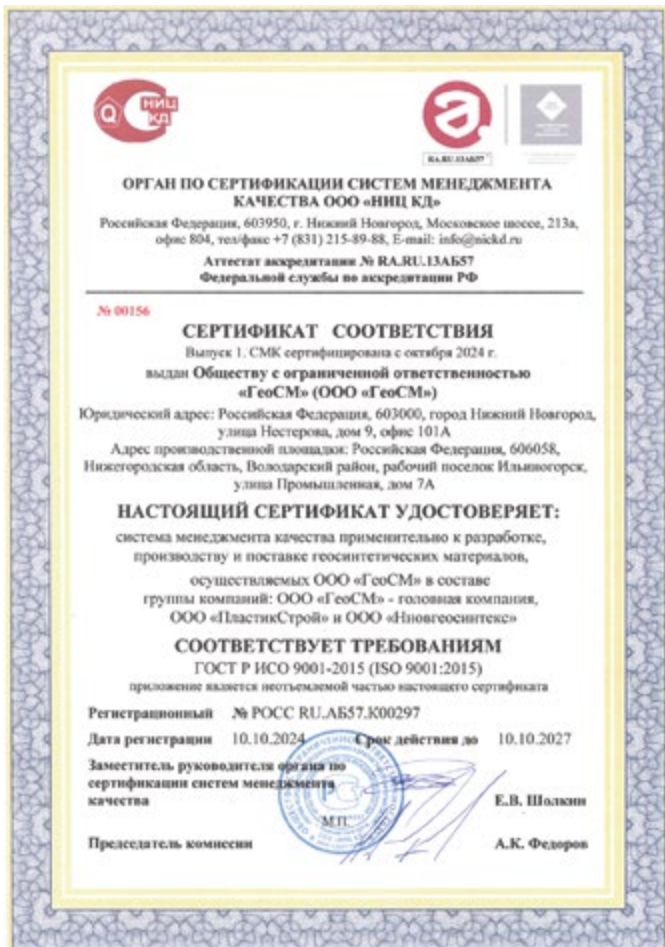 Q НИЦ КД
а
RA.RU.13АБ57
ОРГАН ПО СЕРТИФИКАЦИИ СИСТЕМ МЕНЕДЖМЕНТА
КАЧЕСТВА ООО «НИЦ КД»
Российская Федерация, 603950, г. Нижний Новгород, Московское шоссе, 213а,
офис 804, тел/факс +7 (831) 215-89-88, E-mail: info@nickd.ru
Аттестат аккредитации № RA.RU.13АБ57
Федеральной службы по аккредитации РФ
№ 00156
СЕРТИФИКАТ СООТВЕТСТВИЯ
Выпуск 1. СМК сертифицирована с октября 2024 г.
выдан Обществу с ограниченной ответственностью
«ГеоСМ» (ООО «ГеоСМ»)
Юридический адрес: Российская Федерация, 603000, город Нижний Новгород,
улица Нестерова, дом 9, офис 101А
Адрес производственной площадки: Российская Федерация, 606058,
Нижегородская область, Володарский район, рабочий поселок Ильиногорск,
улица Промышленная, дом 7А
НАСТОЯЩИЙ СЕРТИФИКАТ УДОСТОВЕРЯЕТ:
система менеджмента качества применительно к разработке,
производству и поставке геосинтетических материалов,
осуществляемых ООО «ГеоСМ» в составе
группы компаний: ООО «ГеоСМ» - головная компания,
ООО «ПластикСтрой» и ООО «Нновгеосинтекс»
СООТВЕТСТВУЕТ ТРЕБОВАНИЯМ
ГОСТ Р ИСО 9001-2015 (ISO 9001:2015)
приложение является неотъемлемой частью настоящего сертификата
Регистрационный № РОСС RU.АБ57.К00297
Дата регистрации 10.10.2024 Срок действия до 10.10.2027
Заместитель руководителя органа по
сертификации систем менеджмента
качества Е.В. Шолкин
М.П.
Председатель комиссии А.К. Федоров